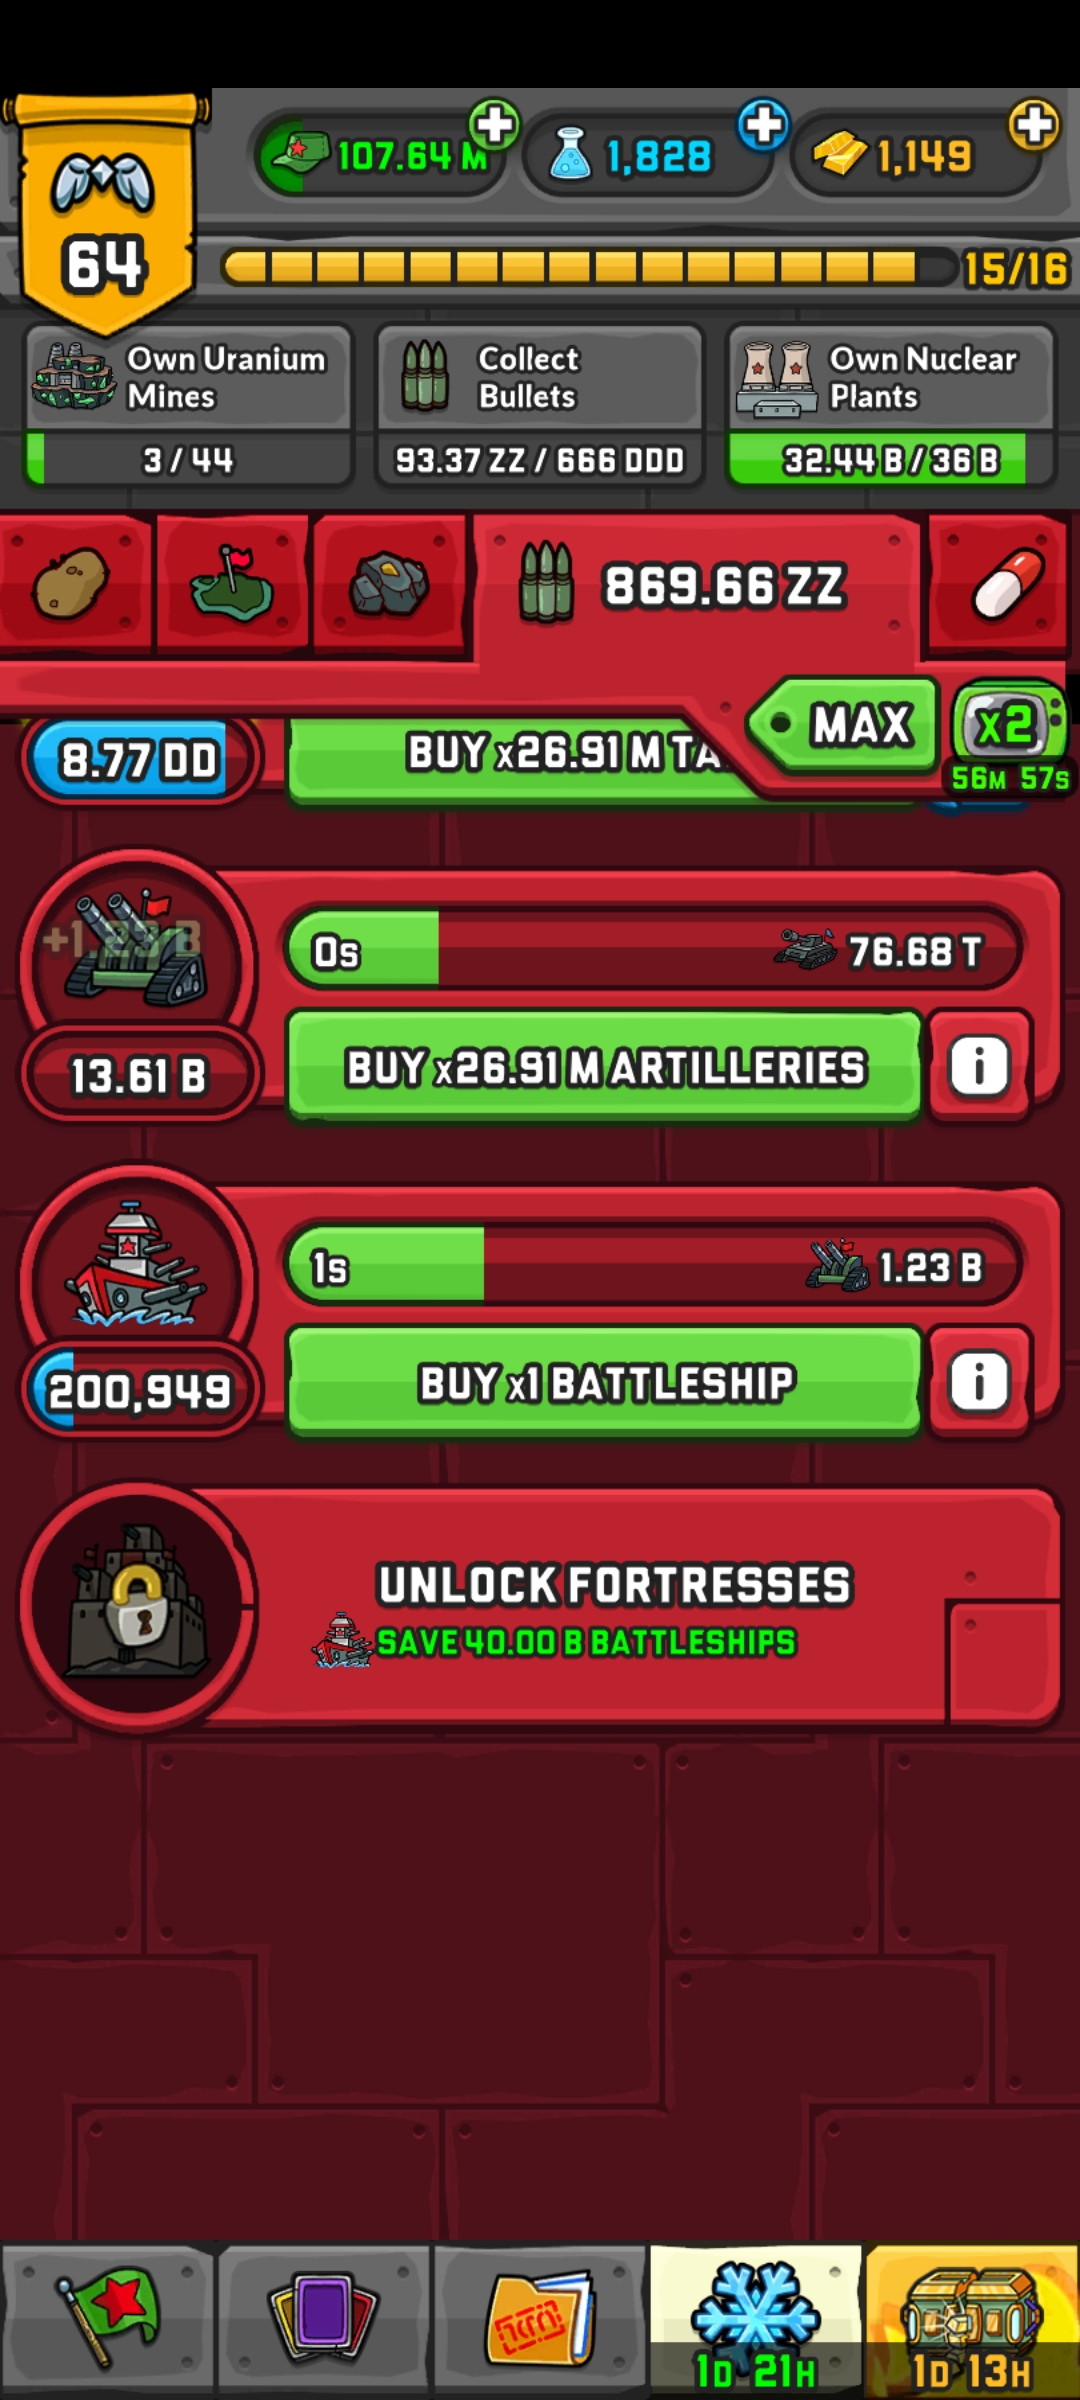 107.64 M
1,828
1,149
64
15/16
Own Uranium
Mines
3 / 44
Collect
Bullets
93.37 ZZ / 666 DDD
Own Nuclear
Plants
32.44 B / 36 B
869.66 ZZ
MAX
X2
56M 57S
8.77 DD
BUY x26.91 M TA
+1.23 B
0s
76.68 T
13.61 B
BUY x26.91 M ARTILLERIES
i
1s
1.23 B
200,949
BUY x1 BATTLESHIP
i
UNLOCK FORTRESSES
SAVE 40.00 B BATTLESHIPS
1D 21H
1D 13H